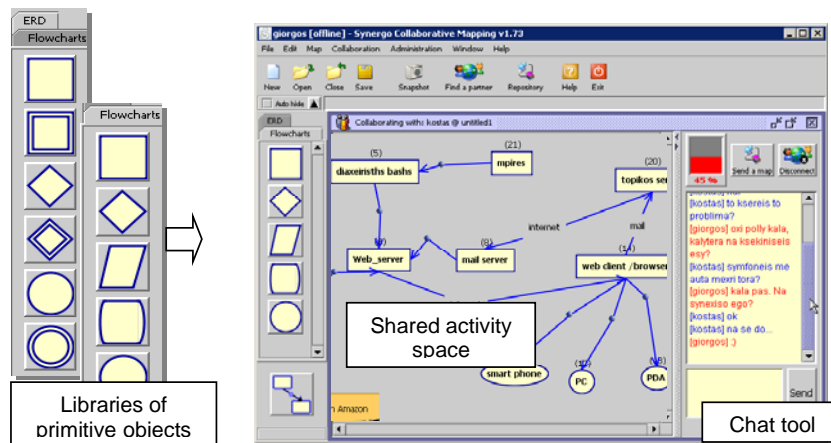 ERD
Flowcharts
Flowcharts
Libraries of
primitive objects
giorgos [offline] - Synergo Collaborative Mapping v1.73
File Edit Map Collaboration Administration Window Help
New Open Close Save Snapshot Find a partner Repository Help Exit
Auto hide
ERD
Flowcharts
Collaborating with: kostas @ untitled1
(5)
diaxeirisths bashs
(21)
mpires
(20)
topikos ser
internet
mail
Web_server
(8)
mail server
web client /browser
Shared activity
space
smart phone
PC
PDA
n Amazon
45 %
Send a map
Disconnect
[kostas] to ksereis to
problima?
[giorgos] oxi polly kala,
kalytera na ksekiniseis
esy?
[kostas] symfoneis me
auta mexri tora?
[giorgos] kala pas. Na
synexiso ego?
[kostas] ok
[kostas] na se do...
[giorgos] :)
Send
Chat tool